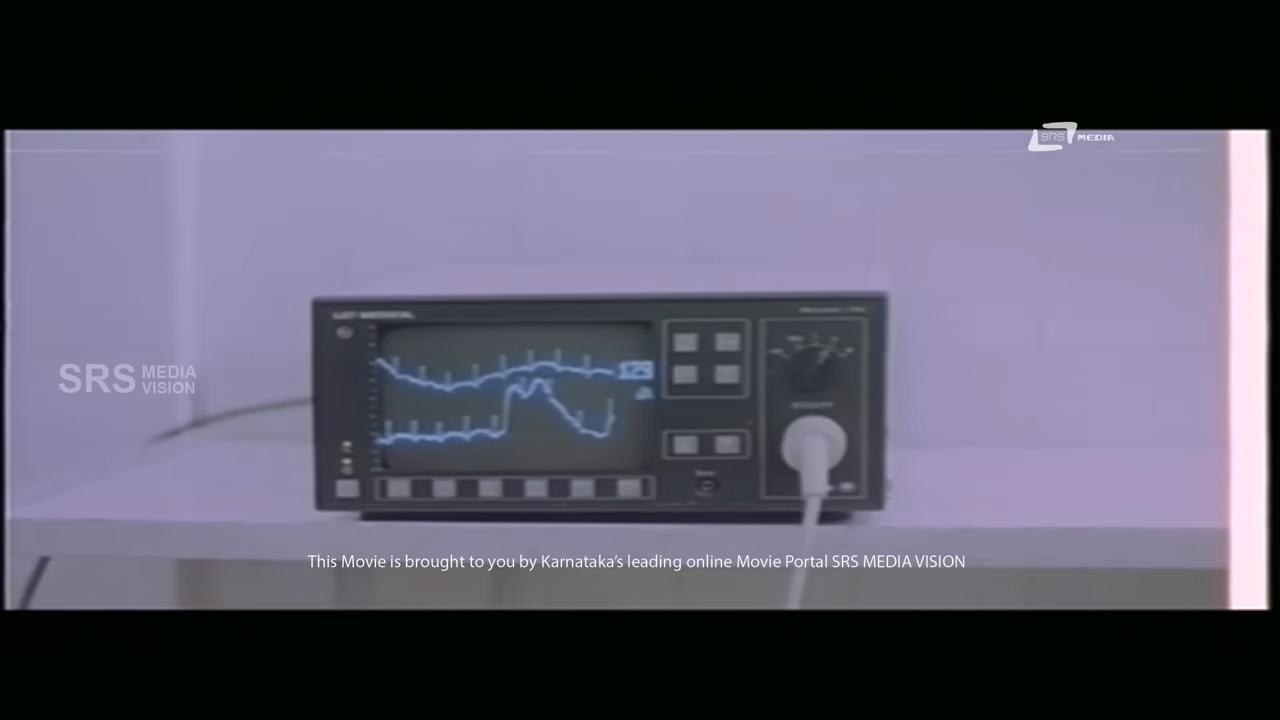 SRS MEDIA
SRS MEDIA
VISION
This Movie is brought to you by Karnataka's leading online Movie Portal SRS MEDIA VISION